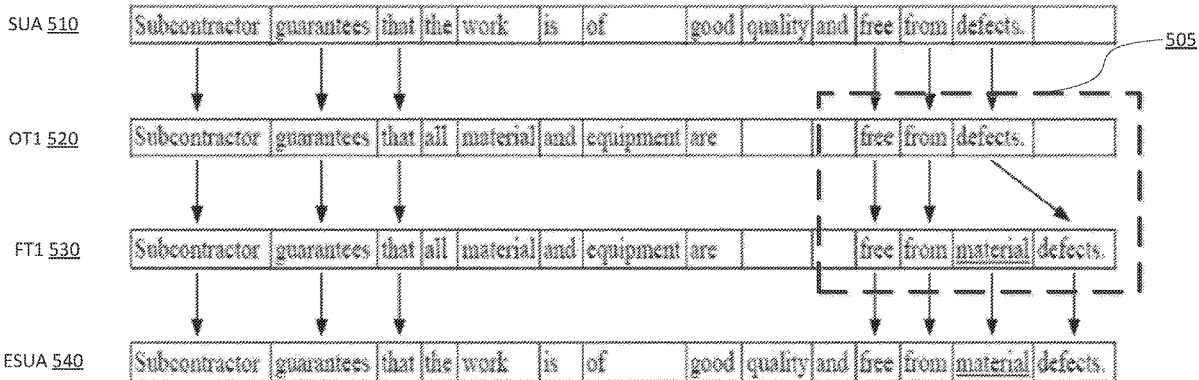 SUA 510 Subcontractor guarantees that the work is of good quality and free from defects.
505
OT1 520 Subcontractor guarantees that all material and equipment are free from defects.
FT1 530 Subcontractor guarantees that all material and equipment are free from material defects.
ESUA 540 Subcontractor guarantees that the work is of good quality and free from material defects.